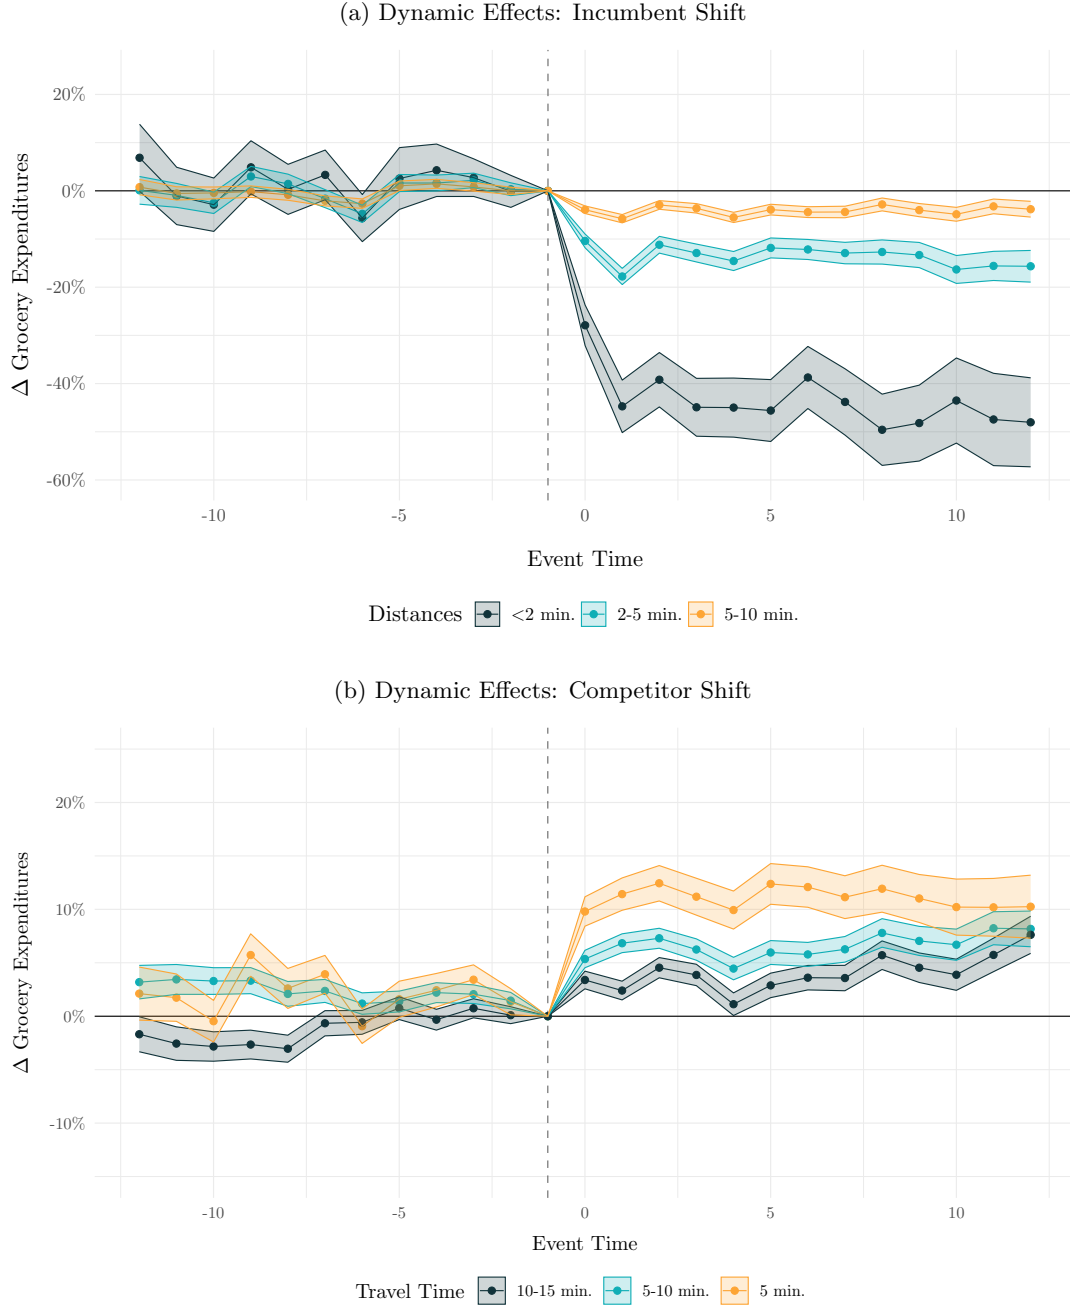 (a) Dynamic Effects: Incumbent Shift
20%
0%
-20%
-40%
-60%
Δ Grocery Expenditures
-10 -5 0 5 10
Event Time
Distances <2 min. 2-5 min. 5-10 min.
(b) Dynamic Effects: Competitor Shift
20%
10%
0%
-10%
Δ Grocery Expenditures
-10 -5 0 5 10
Event Time
Travel Time 10-15 min. 5-10 min. 5 min.